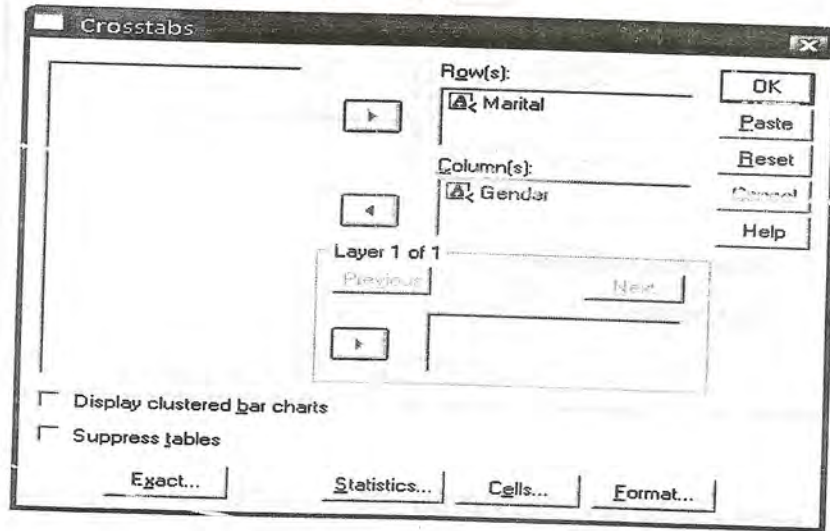 Crosstabs
Row(s):
Marital
OK
Paste
Column(s):
Reset
Gendar
Cancel
Help
Layer 1 of 1
Previous
Next
Display clustered bar charts
Suppress tables
Exact...
Statistics...
Cells...
Format...